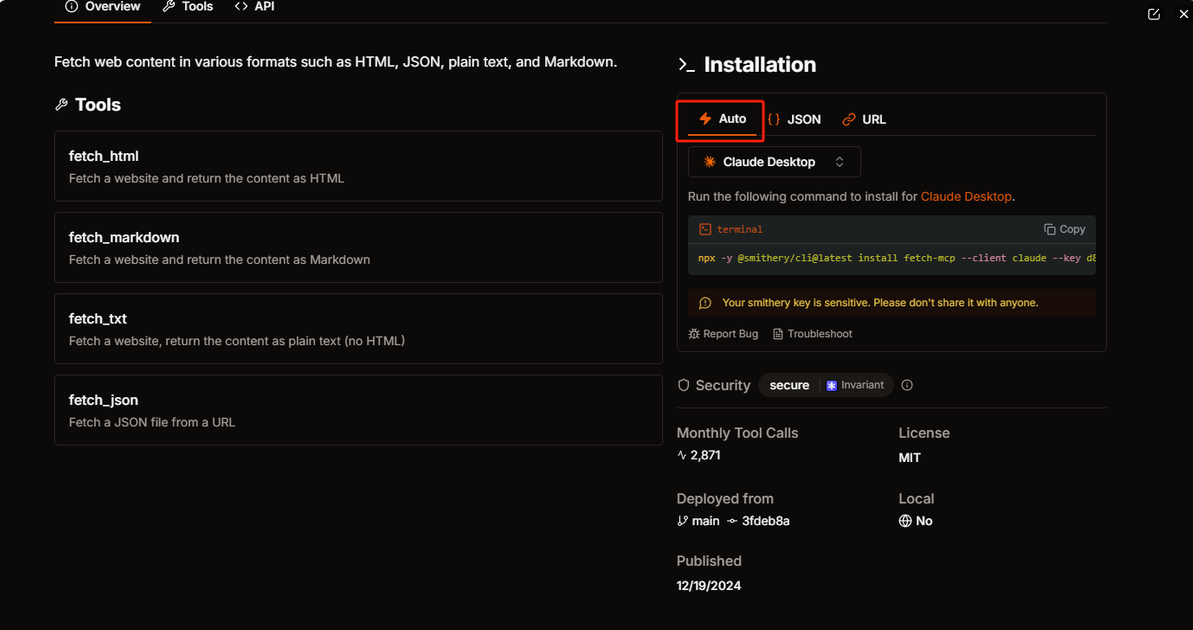 Overview Tools <> API
Fetch web content in various formats such as HTML, JSON, plain text, and Markdown.
Tools
fetch_html
Fetch a website and return the content as HTML
fetch_markdown
Fetch a website and return the content as Markdown
fetch_txt
Fetch a website, return the content as plain text (no HTML)
fetch_json
Fetch a JSON file from a URL
>_ Installation
Auto {} JSON URL
Claude Desktop
Run the following command to install for Claude Desktop.
terminal Copy
npx -y @smithery/cli@latest install fetch-mcp --client claude --key d8
Your smithery key is sensitive. Please don't share it with anyone.
Report Bug Troubleshoot
Security secure Invariant
Monthly Tool Calls License
2,871 MIT
Deployed from Local
main 3fdeb8a No
Published
12/19/2024